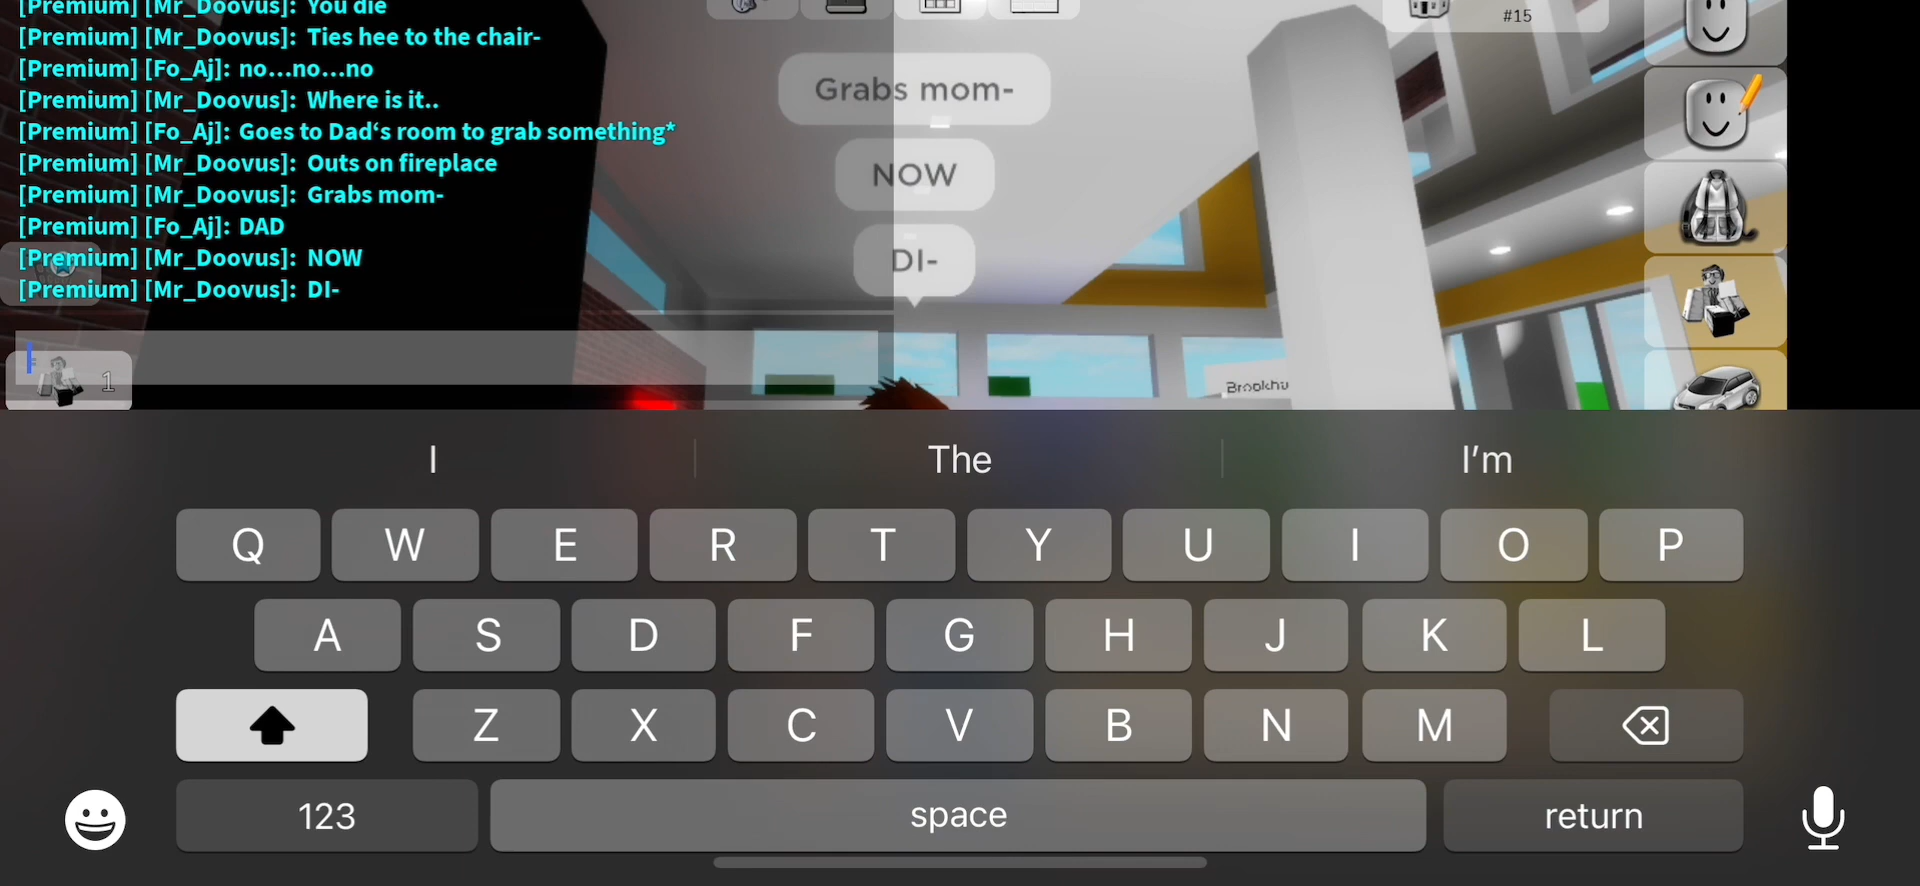 [Premium] [Mr_Doovus]: You die
#15
[Premium] [Mr_Doovus]: Ties hee to the chair-
[Premium] [Fo_Aj]: no...no...no
[Premium] [Mr_Doovus]: Where is it..
[Premium] [Fo_Aj]: Goes to Dad‘s room to grab something*
[Premium] [Mr_Doovus]: Outs on fireplace
[Premium] [Mr_Doovus]: Grabs mom-
[Premium] [Fo_Aj]: DAD
[Premium] [Mr_Doovus]: NOW
[Premium] [Mr_Doovus]: DI-
Grabs mom-
NOW
DI-
1
Brookhu
I The I’m
Q W E R T Y U I O P
A S D F G H J K L
Z X C V B N M
123 space return